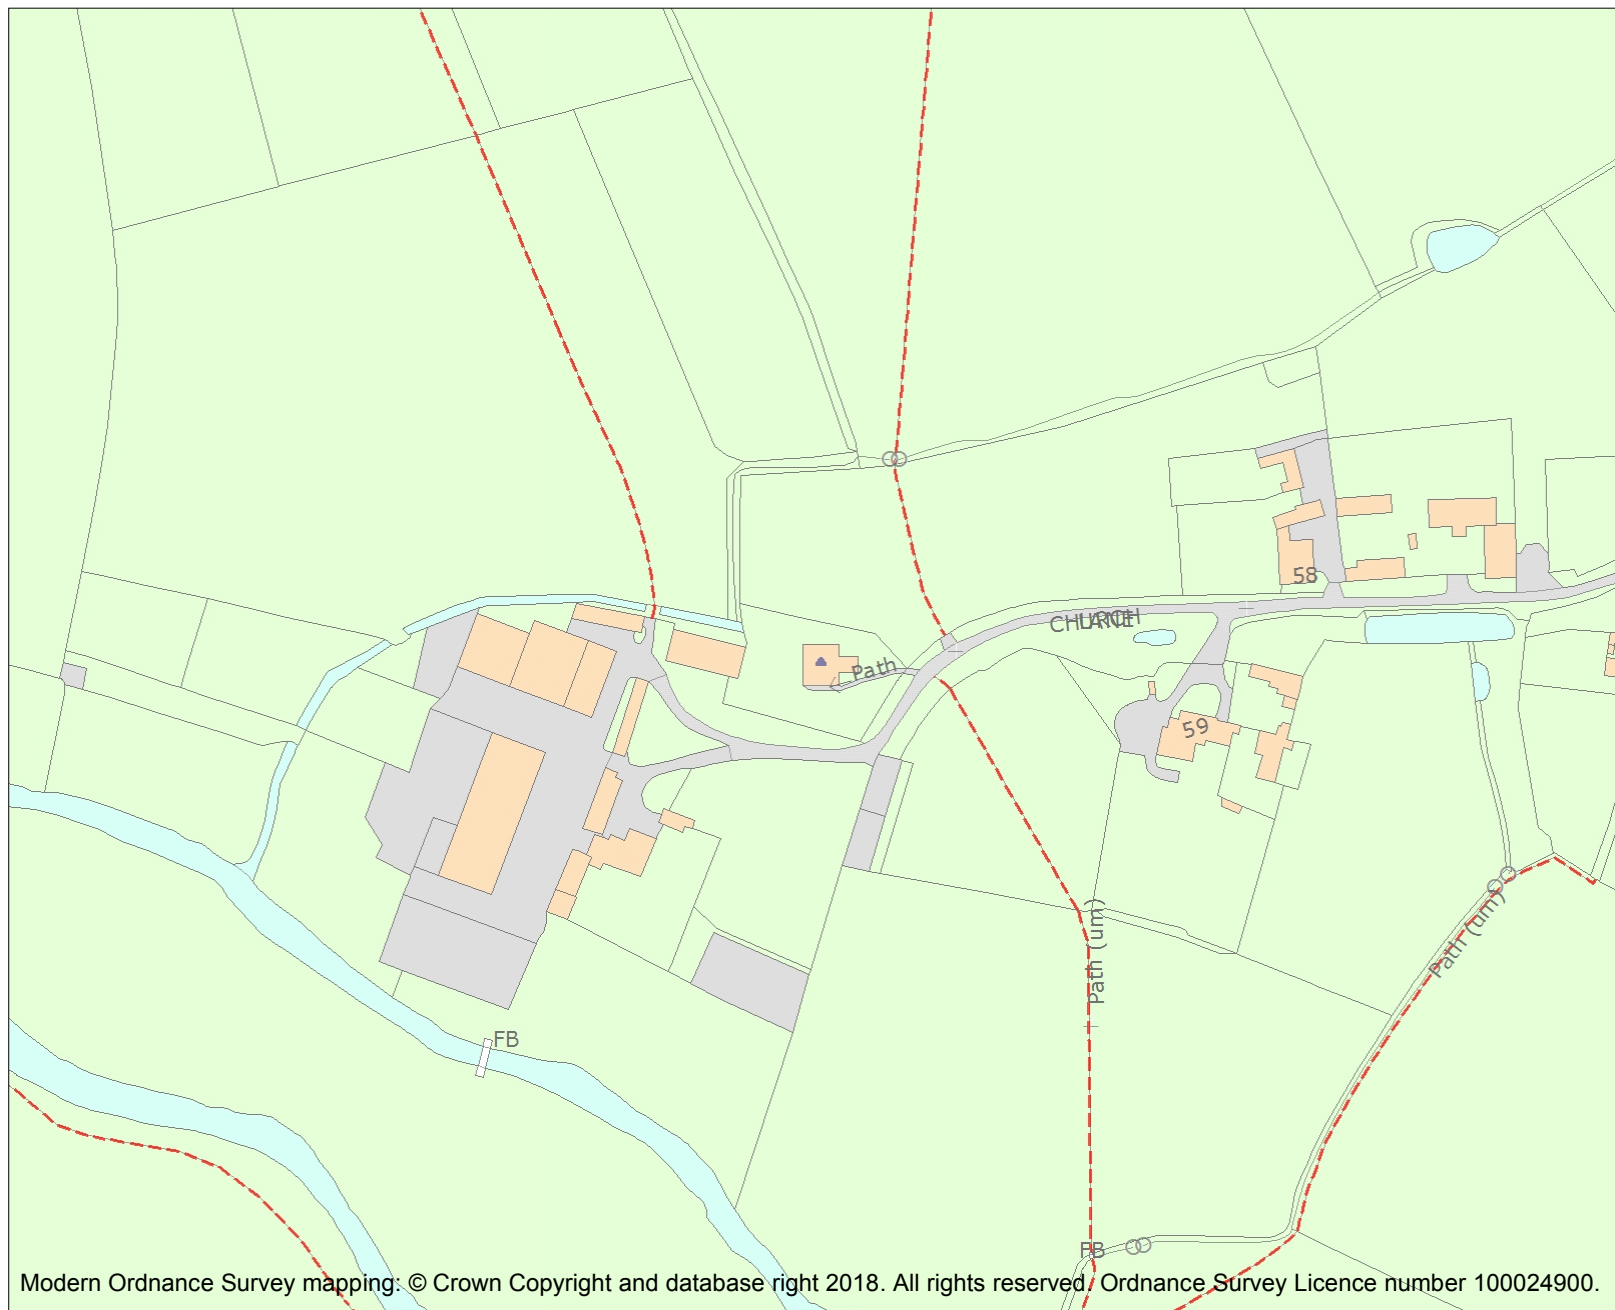 58
CHURCH
LANE
Path
59
Path (um)
Path (um)
FB
FB
Modern Ordnance Survey mapping: © Crown Copyright and database right 2018. All rights reserved. Ordnance Survey Licence number 100024900.